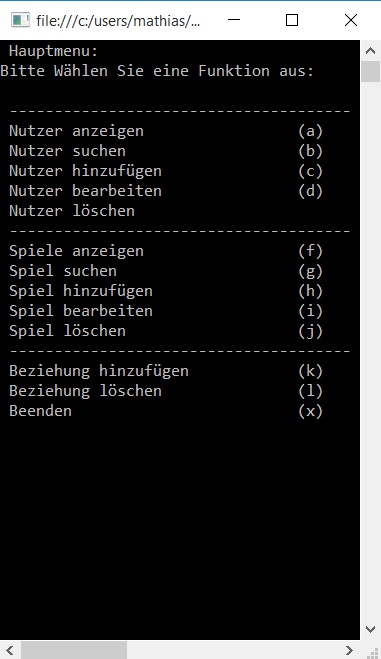 file:///c:/users/mathias/...
Hauptmenu:
Bitte Wählen Sie eine Funktion aus:
--------------------------------------
Nutzer anzeigen (a)
Nutzer suchen (b)
Nutzer hinzufügen (c)
Nutzer bearbeiten (d)
Nutzer löschen
--------------------------------------
Spiele anzeigen (f)
Spiel suchen (g)
Spiel hinzufügen (h)
Spiel bearbeiten (i)
Spiel löschen (j)
--------------------------------------
Beziehung hinzufügen (k)
Beziehung löschen (l)
Beenden (x)